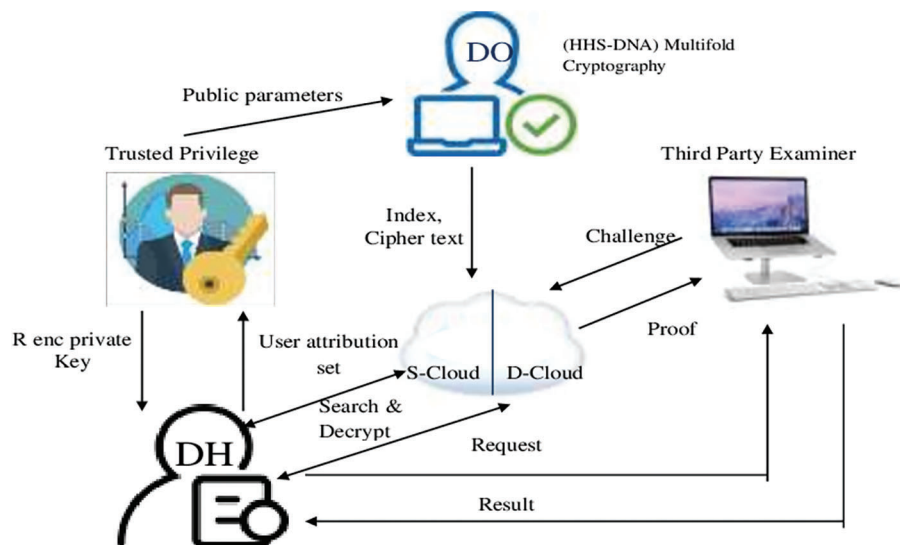 DO
(HHS-DNA) Multifold
Cryptography
Public parameters
Trusted Privilege
Third Party Examiner
Index,
Cipher text
Challenge
Proof
R enc private
Key
User attribution
set
S-Cloud
D-Cloud
Search &
Decrypt
Request
DH
Result